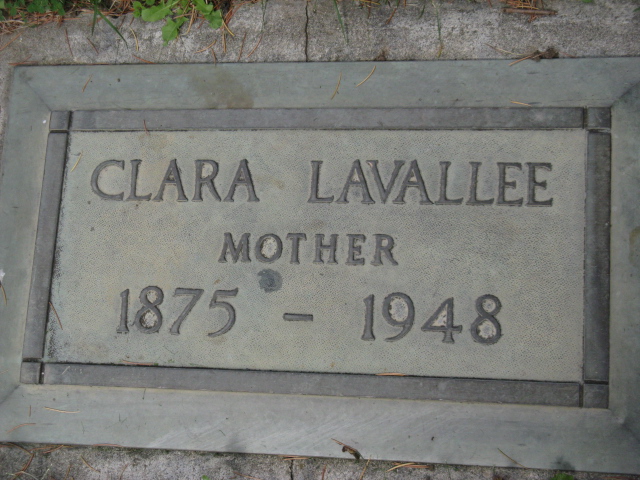 CLARA LAVALLEE
MOTHER
1875 - 1948